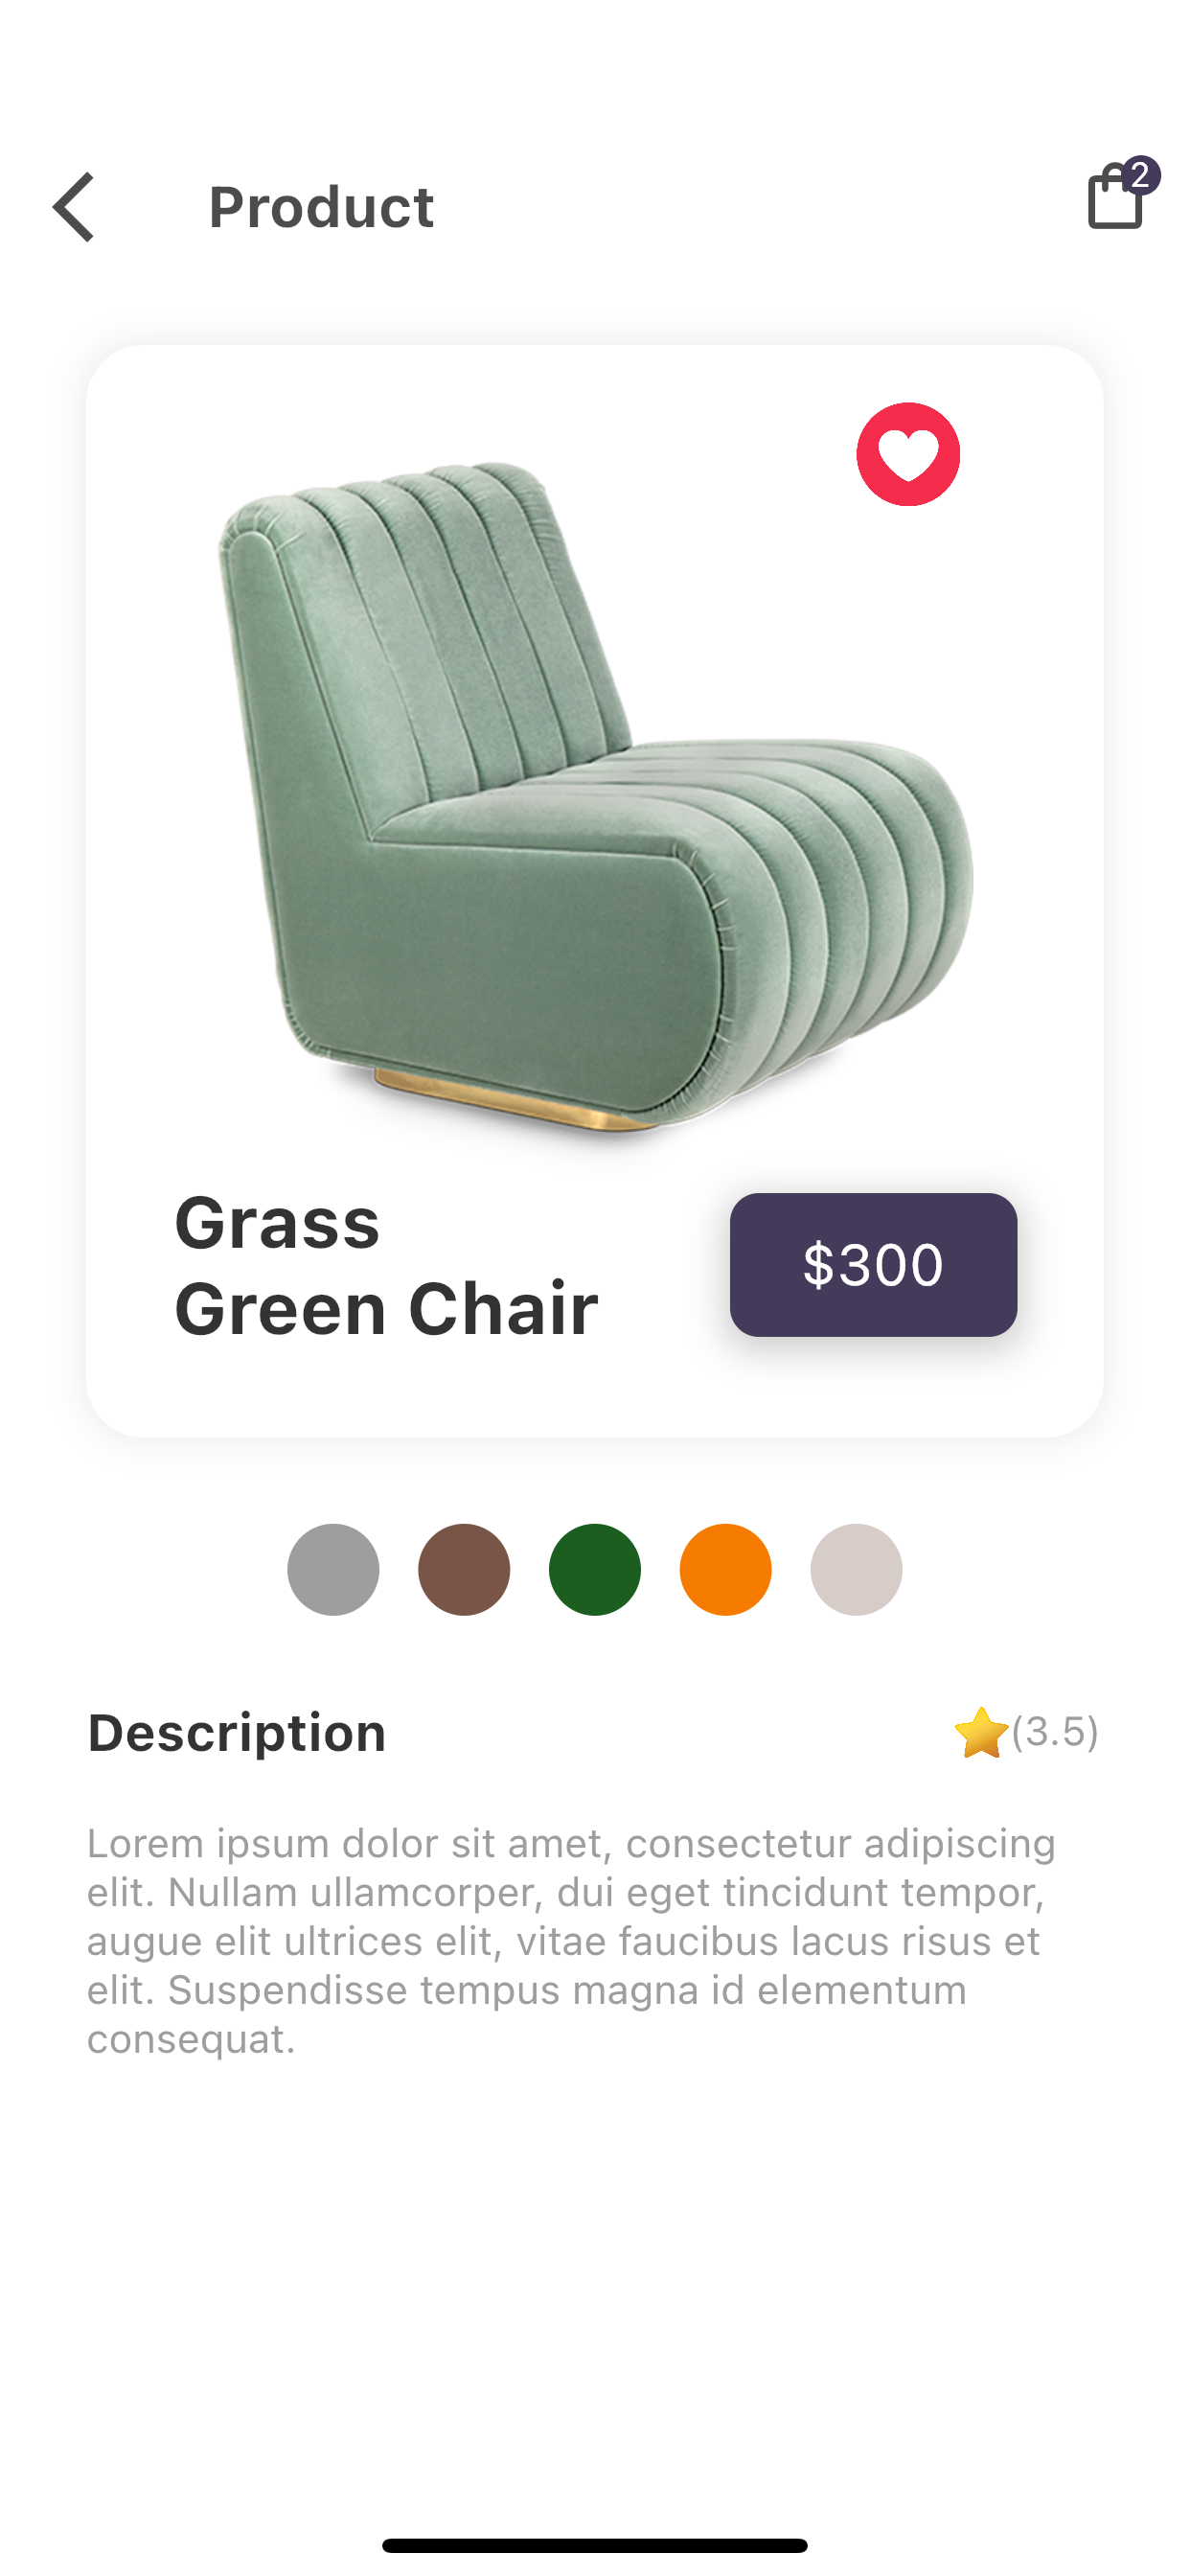 Product
2
Grass
Green Chair
$300
Description
(3.5)
Lorem ipsum dolor sit amet, consectetur adipiscing
elit. Nullam ullamcorper, dui eget tincidunt tempor,
augue elit ultrices elit, vitae faucibus lacus risus et
elit. Suspendisse tempus magna id elementum
consequat.